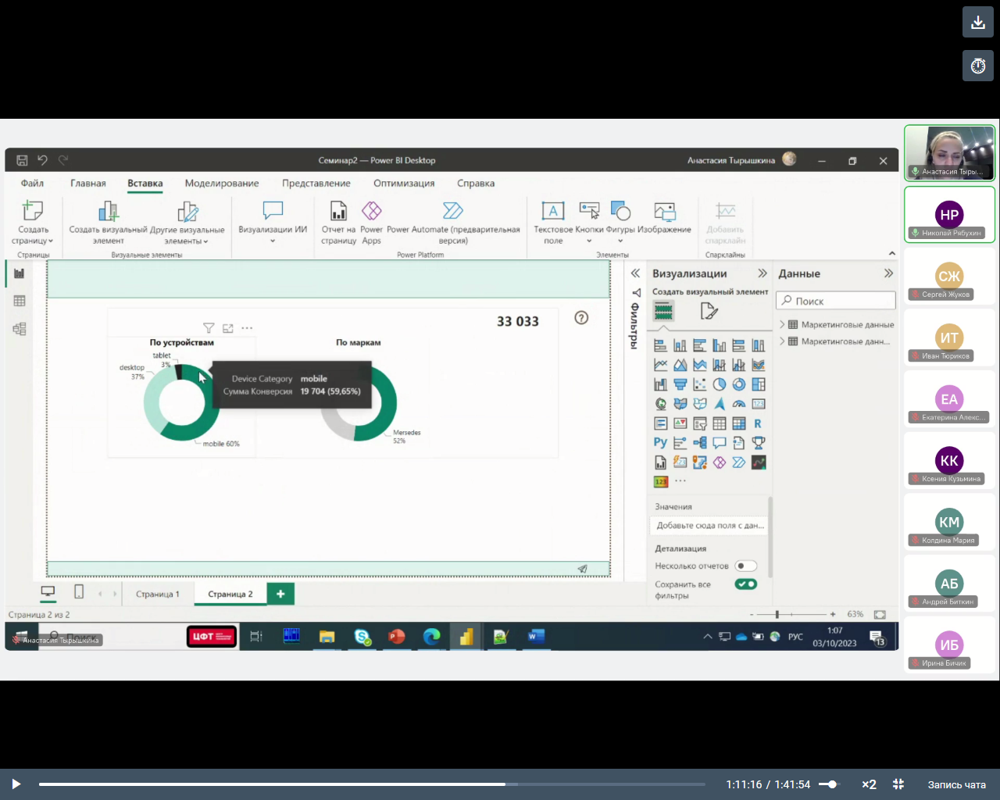 Семинар2 — Power BI Desktop
Анастасия Тырышкина
Файл
Главная
Вставка
Моделирование
Представление
Оптимизация
Справка
Создать страницу
Создать визуальный элемент
Другие визуальные элементы
Визуализации ИИ
Отчет на страницу
Power Apps
Power Automate (предварительная версия)
Текстовое поле
Кнопки
Фигуры
Изображение
Добавить спарклайн
Страницы
Визуальные элементы
Power Platform
Элементы
Спарклайны
33 033
По устройствам
tablet
3%
desktop
37%
mobile 60%
Device Category mobile
Сумма Конверсия 19 704 (59,65%)
По маркам
Mersedes
52%
Фильтры
Визуализации
Создать визуальный элемент
R
Py
123
Значения
Добавьте сюда поля с дан...
Детализация
Несколько отчетов
Сохранить все
фильтры
Данные
Поиск
Маркетинговые данные
Маркетинговые данн...
Страница 1
Страница 2
Страница 2 из 2
63%
Поиск
Анастасия Тырышкина
ЦФТ
РУС
1:07
03/10/2023
13
Анастасия Тыры...
НР
Николай Рябухин
СЖ
Сергей Жуков
ИТ
Иван Тюриков
ЕА
Екатерина Алекс...
КК
Ксения Кузьмина
КМ
Колдина Мария
АБ
Андрей Биткин
ИБ
Ирина Бичик
1:11:16 / 1:41:54
×2
Запись чата